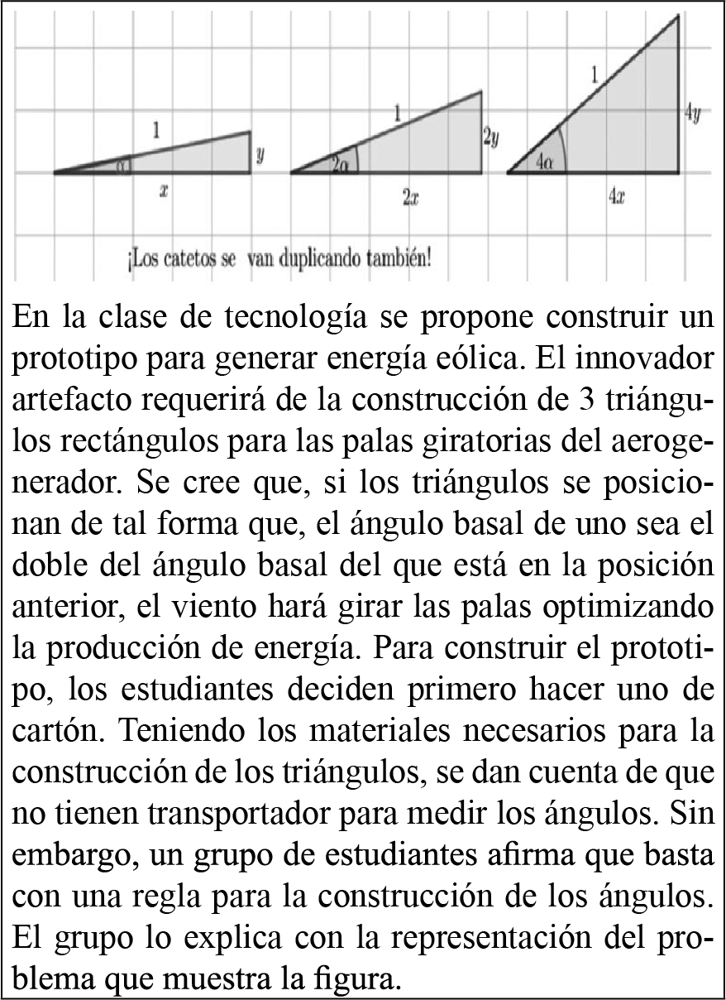 1
α
y
x
1
2α
2y
2x
1
4α
4y
4x
¡Los catetos se van duplicando también!
En la clase de tecnología se propone construir un
prototipo para generar energía eólica. El innovador
artefacto requerirá de la construcción de 3 triángu-
los rectángulos para las palas giratorias del aeroge-
nerador. Se cree que, si los triángulos se posicio-
nan de tal forma que, el ángulo basal de uno sea el
doble del ángulo basal del que está en la posición
anterior, el viento hará girar las palas optimizando
la producción de energía. Para construir el prototi-
po, los estudiantes deciden primero hacer uno de
cartón. Teniendo los materiales necesarios para la
construcción de los triángulos, se dan cuenta de que
no tienen transportador para medir los ángulos. Sin
embargo, un grupo de estudiantes afirma que basta
con una regla para la construcción de los ángulos.
El grupo lo explica con la representación del pro-
blema que muestra la figura.